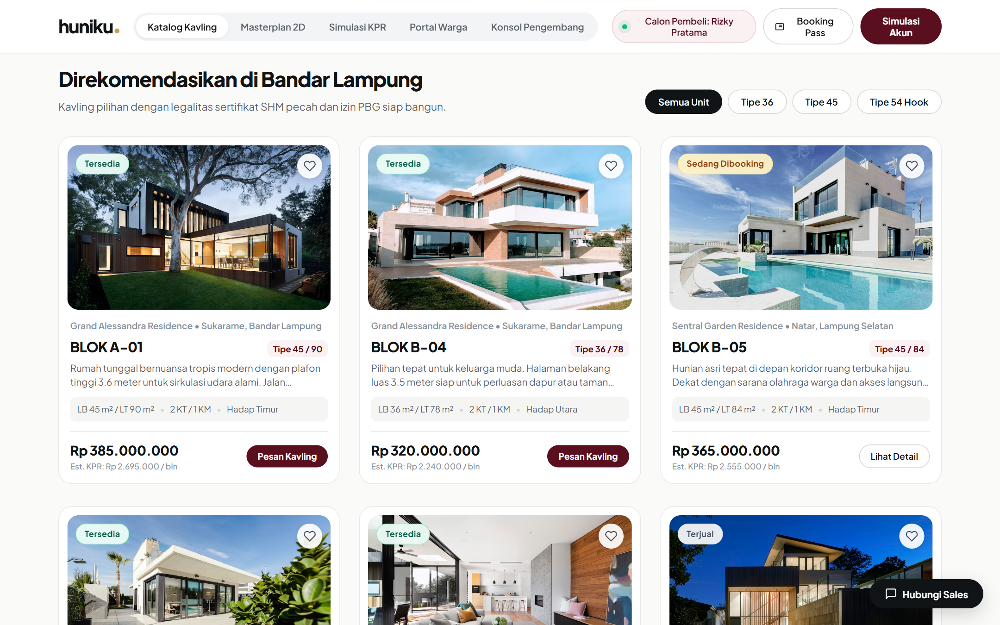 huniku.
Katalog Kavling
Masterplan 2D
Simulasi KPR
Portal Warga
Konsol Pengembang
Calon Pembeli: Rizky
Pratama
Booking
Pass
Simulasi
Akun
Direkomendasikan di Bandar Lampung
Kavling pilihan dengan legalitas sertifikat SHM pecah dan izin PBG siap bangun.
Semua Unit
Tipe 36
Tipe 45
Tipe 54 Hook
Tersedia
Grand Alessandra Residence • Sukarame, Bandar Lampung
BLOK A-01
Tipe 45 / 90
Rumah tunggal bernuansa tropis modern dengan plafon
tinggi 3.6 meter untuk sirkulasi udara alami. Jalan...
LB 45 m² / LT 90 m² • 2 KT / 1 KM • Hadap Timur
Rp 385.000.000
Est. KPR: Rp 2.695.000 / bln
Pesan Kavling
Tersedia
Grand Alessandra Residence • Sukarame, Bandar Lampung
BLOK B-04
Tipe 36 / 78
Pilihan tepat untuk keluarga muda. Halaman belakang
luas 3.5 meter siap untuk perluasan dapur atau taman...
LB 36 m² / LT 78 m² • 2 KT / 1 KM • Hadap Utara
Rp 320.000.000
Est. KPR: Rp 2.240.000 / bln
Pesan Kavling
Sedang Dibooking
Sentral Garden Residence • Natar, Lampung Selatan
BLOK B-05
Tipe 45 / 84
Hunian asri tepat di depan koridor ruang terbuka hijau.
Dekat dengan sarana olahraga warga dan akses langsun...
LB 45 m² / LT 84 m² • 2 KT / 1 KM • Hadap Timur
Rp 365.000.000
Est. KPR: Rp 2.555.000 / bln
Lihat Detail
Tersedia
Tersedia
Terjual
Hubungi Sales